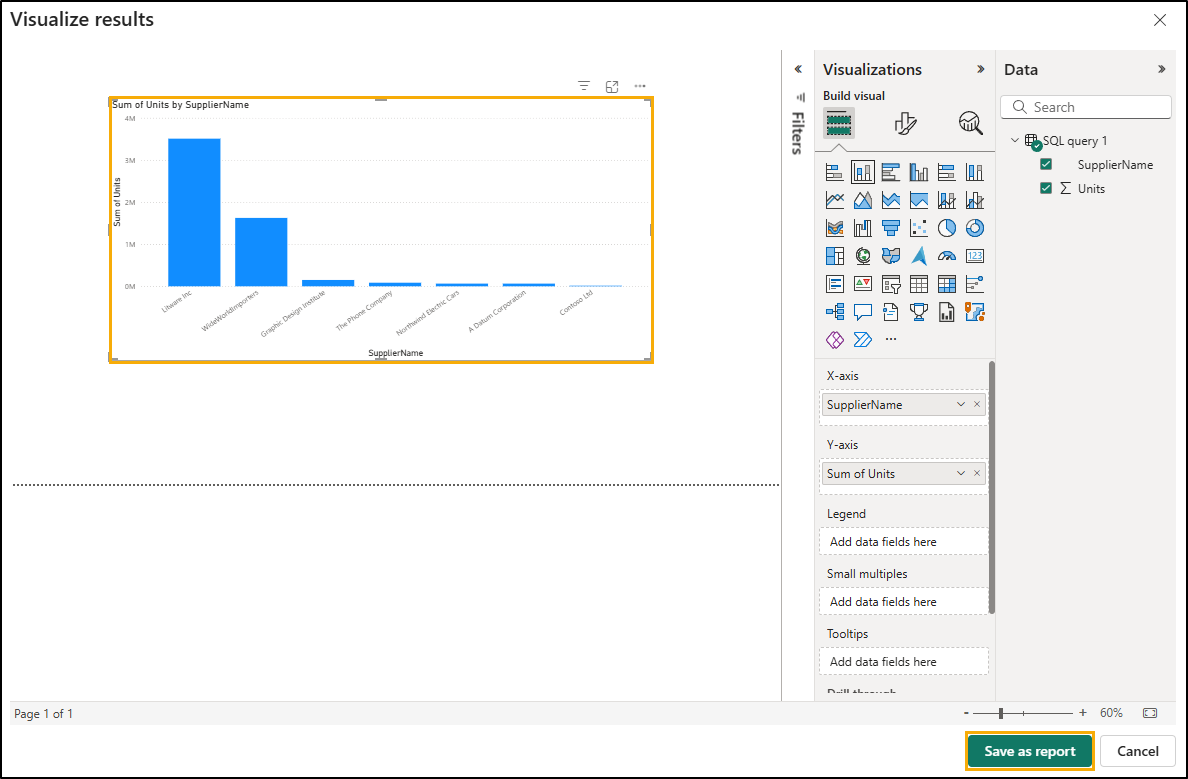 Visualize results
Sum of Units by SupplierName
4M
3M
2M
1M
0M
Sum of Units
Litware Inc
WideWorldImporters
Graphic Design Institute
The Phone Company
Northwind Electric Cars
A Datum Corporation
Contoso Ltd
SupplierName
Filters
Visualizations
Build visual
123
X-axis
SupplierName
Y-axis
Sum of Units
Legend
Add data fields here
Small multiples
Add data fields here
Tooltips
Add data fields here
Drill through
Data
Search
SQL query 1
SupplierName
Σ Units
Page 1 of 1
- + 60%
Save as report
Cancel